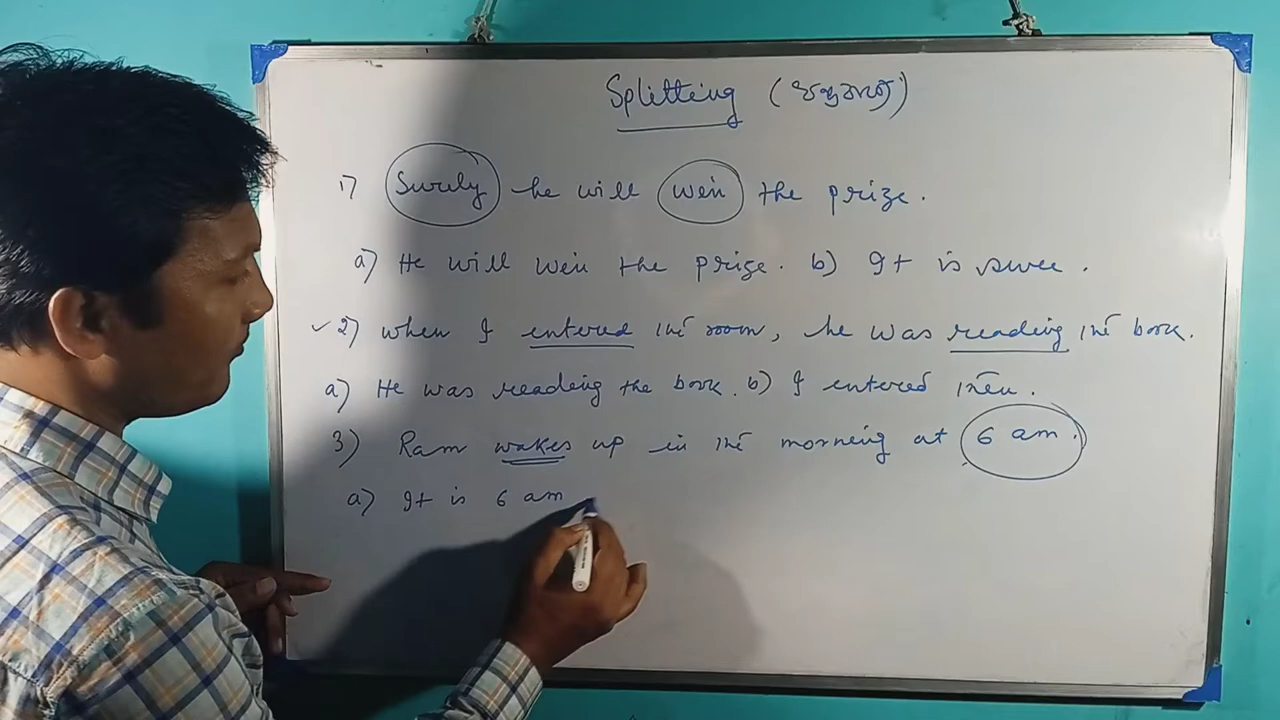 Splitting
1) Surely he will win the prize.
a) He will win the prize. b) It is sure.
2) When I entered the room, he was reading the book.
a) He was reading the book. b) I entered then.
3) Ram wakes up in the morning at 6 am.
a) It is 6 am